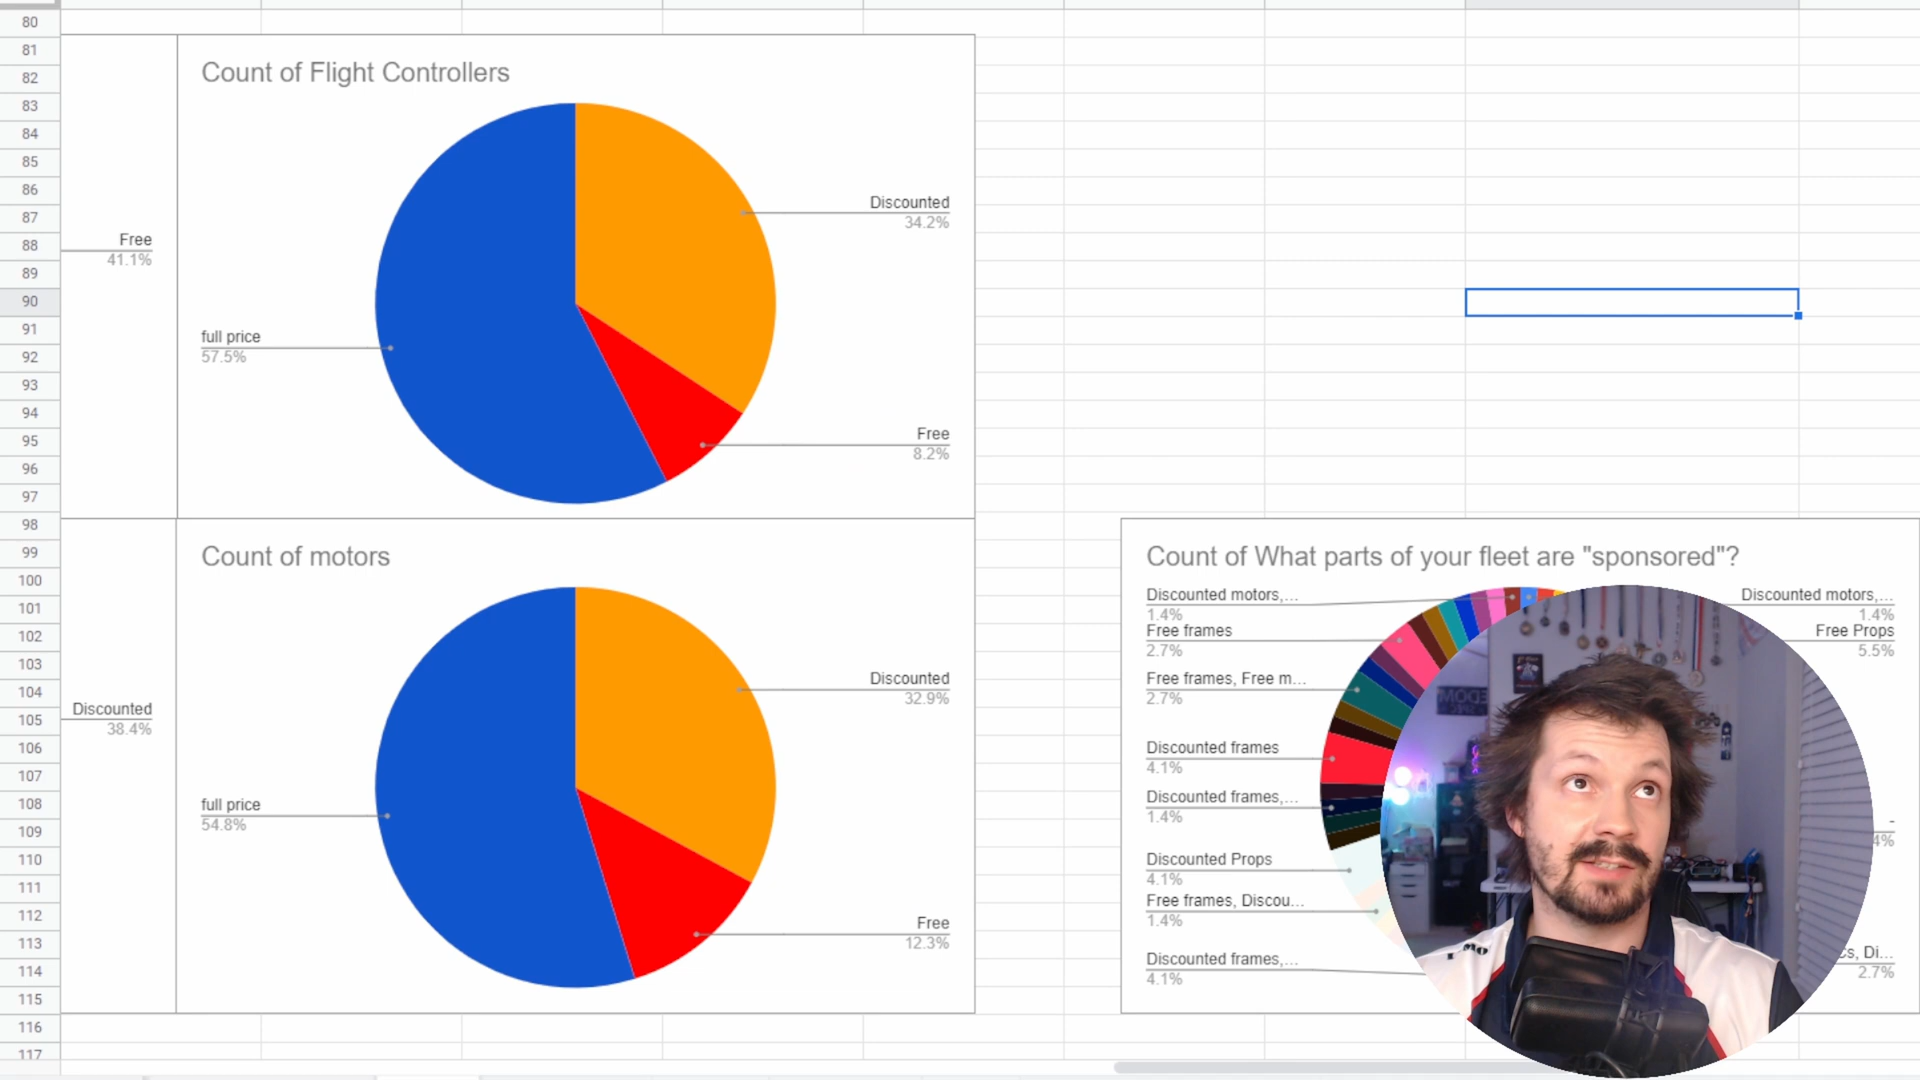 80
81
82
83
84
85
86
87
88
89
90
91
92
93
94
95
96
97
98
99
100
101
102
103
104
105
106
107
108
109
110
111
112
113
114
115
116
117
Free
41.1%
Discounted
38.4%
Count of Flight Controllers
Discounted
34.2%
full price
57.5%
Free
8.2%
Count of motors
Discounted
32.9%
full price
54.8%
Free
12.3%
Count of What parts of your fleet are "sponsored"?
Discounted motors,...
1.4%
Free frames
2.7%
Free frames, Free m...
2.7%
Discounted frames
4.1%
Discounted frames,...
1.4%
Discounted Props
4.1%
Free frames, Discou...
1.4%
Discounted frames,...
4.1%
Discounted motors,...
1.4%
Free Props
5.5%
-
4%
cs, Di...
2.7%